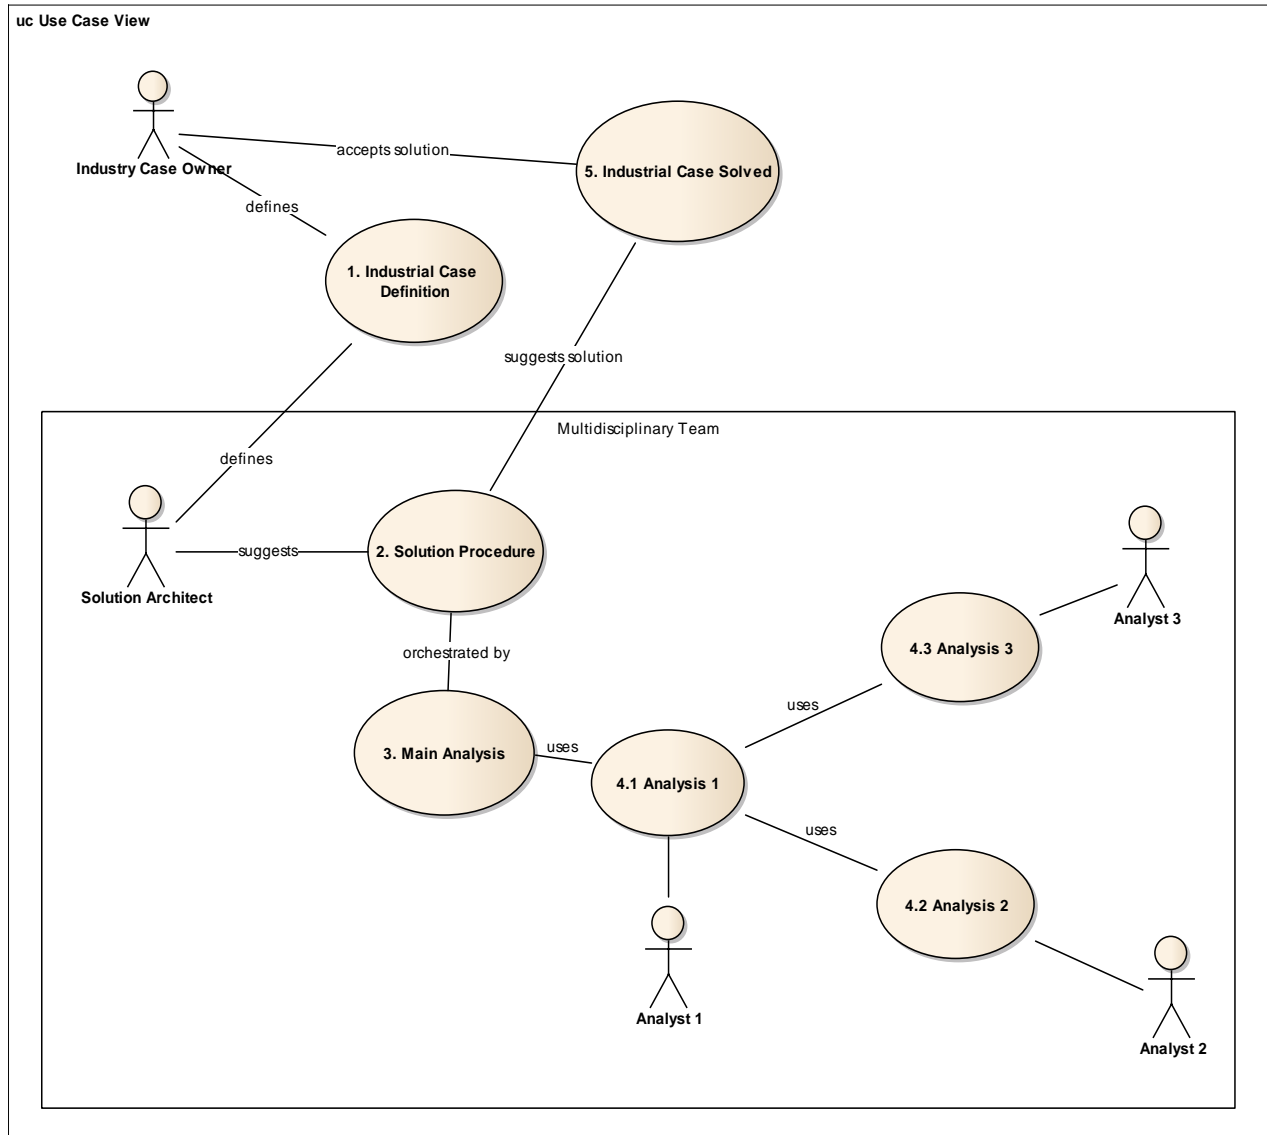 uc Use Case View
Industry Case Owner
accepts solution
5. Industrial Case Solved
defines
1. Industrial Case
Definition
suggests solution
Multidisciplinary Team
defines
Solution Architect
suggests
2. Solution Procedure
Analyst 3
orchestrated by
4.3 Analysis 3
uses
3. Main Analysis
uses
4.1 Analysis 1
uses
4.2 Analysis 2
Analyst 1
Analyst 2